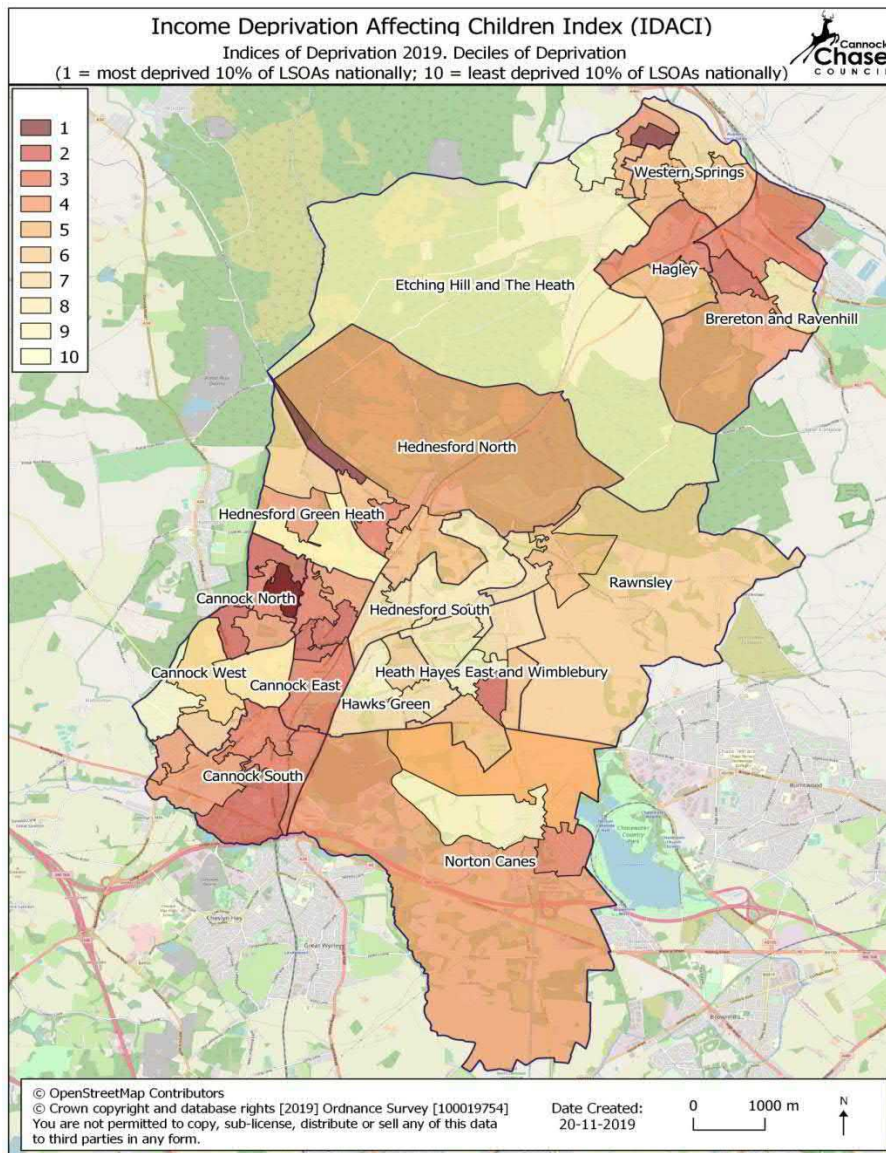 Income Deprivation Affecting Children Index (IDACI)
Indices of Deprivation 2019. Deciles of Deprivation
(1 = most deprived 10% of LSOAs nationally; 10 = least deprived 10% of LSOAs nationally)
Cannock
Chase
COUNCIL
1
2
3
4
5
6
7
8
9
10
Western Springs
Etching Hill and The Heath
Hagley
Brereton and Ravenhill
Hednesford North
Hednesford Green Heath
Rawnsley
Cannock North
Hednesford South
Cannock West
Heath Hayes East and Wimblebury
Cannock East
Hawks Green
Cannock South
Norton Canes
Cheslyn Hay
Great Wyrley
Burntwood
Brownhills
© OpenStreetMap Contributors
© Crown copyright and database rights [2019] Ordnance Survey [100019754]
You are not permitted to copy, sub-license, distribute or sell any of this data
to third parties in any form.
Date Created:
20-11-2019
0 1000 m
N